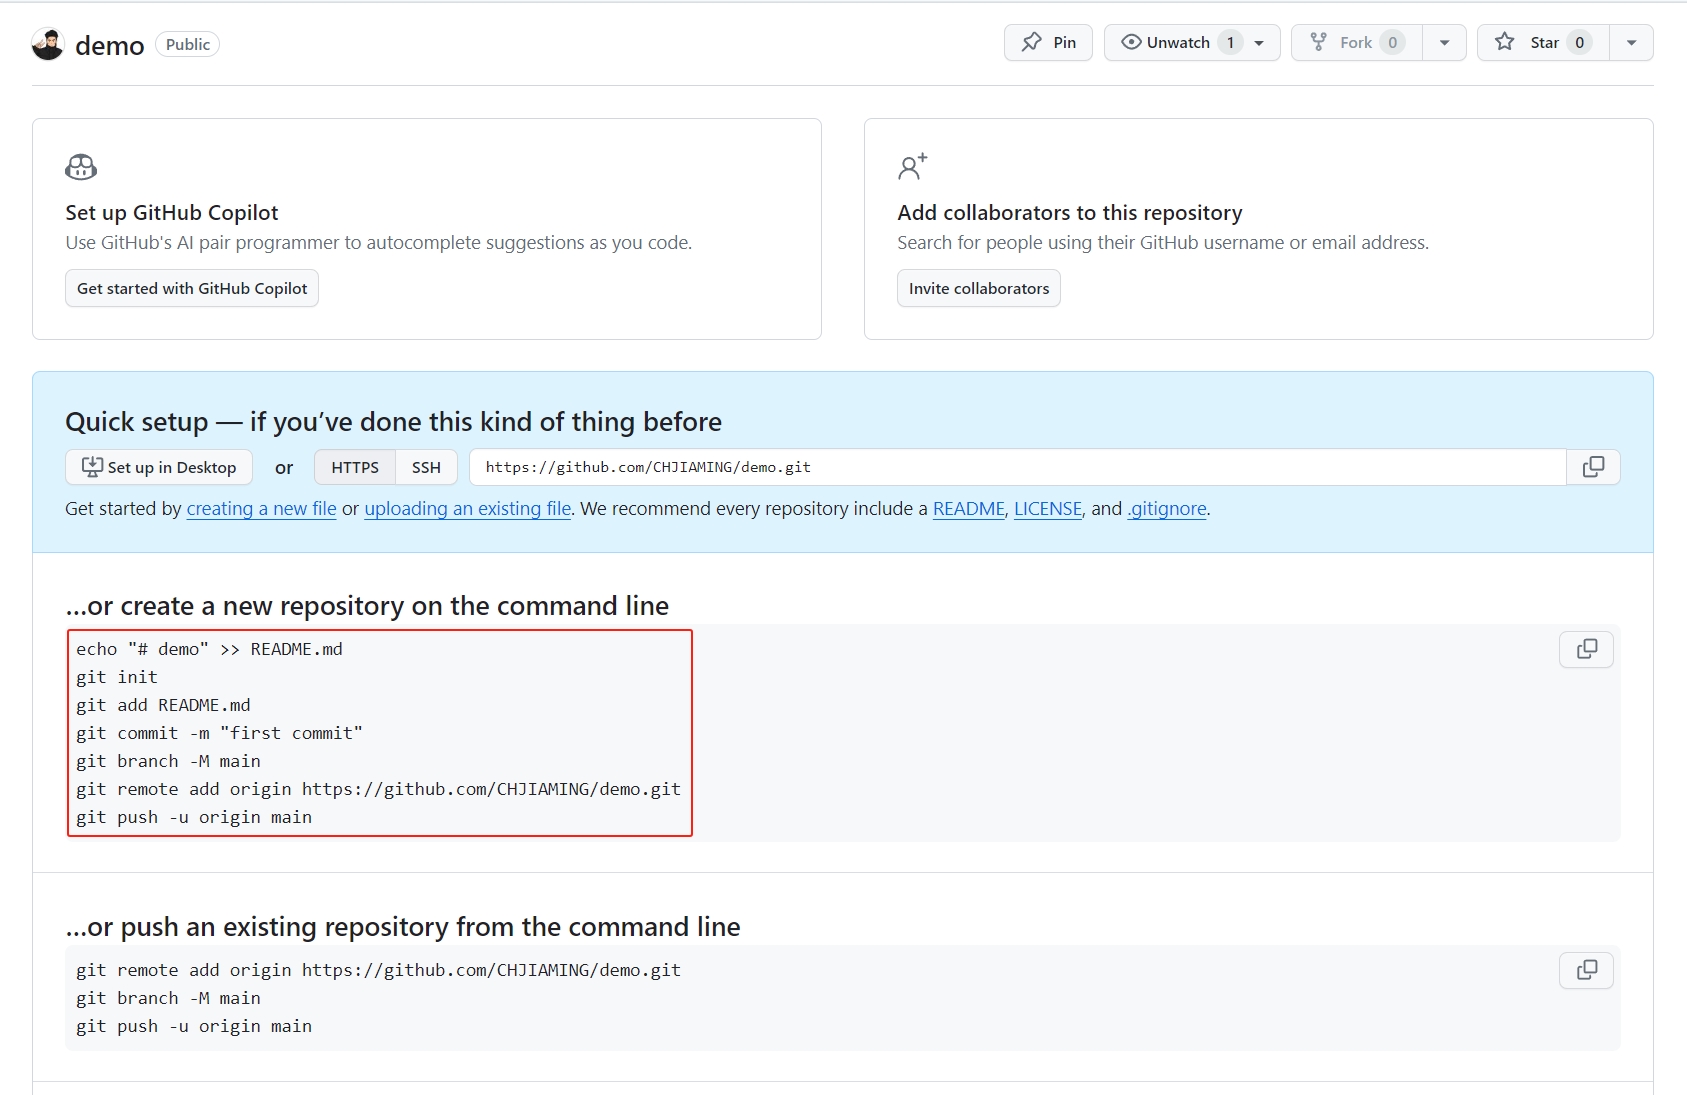 demo Public Pin Unwatch 1 Fork 0 Star 0
Set up GitHub Copilot
Use GitHub's AI pair programmer to autocomplete suggestions as you code.
Get started with GitHub Copilot
Add collaborators to this repository
Search for people using their GitHub username or email address.
Invite collaborators
Quick setup — if you’ve done this kind of thing before
Set up in Desktop or HTTPS SSH https://github.com/CHJIAMING/demo.git
Get started by creating a new file or uploading an existing file. We recommend every repository include a README, LICENSE, and .gitignore.
…or create a new repository on the command line
echo "# demo" >> README.md
git init
git add README.md
git commit -m "first commit"
git branch -M main
git remote add origin https://github.com/CHJIAMING/demo.git
git push -u origin main
…or push an existing repository from the command line
git remote add origin https://github.com/CHJIAMING/demo.git
git branch -M main
git push -u origin main